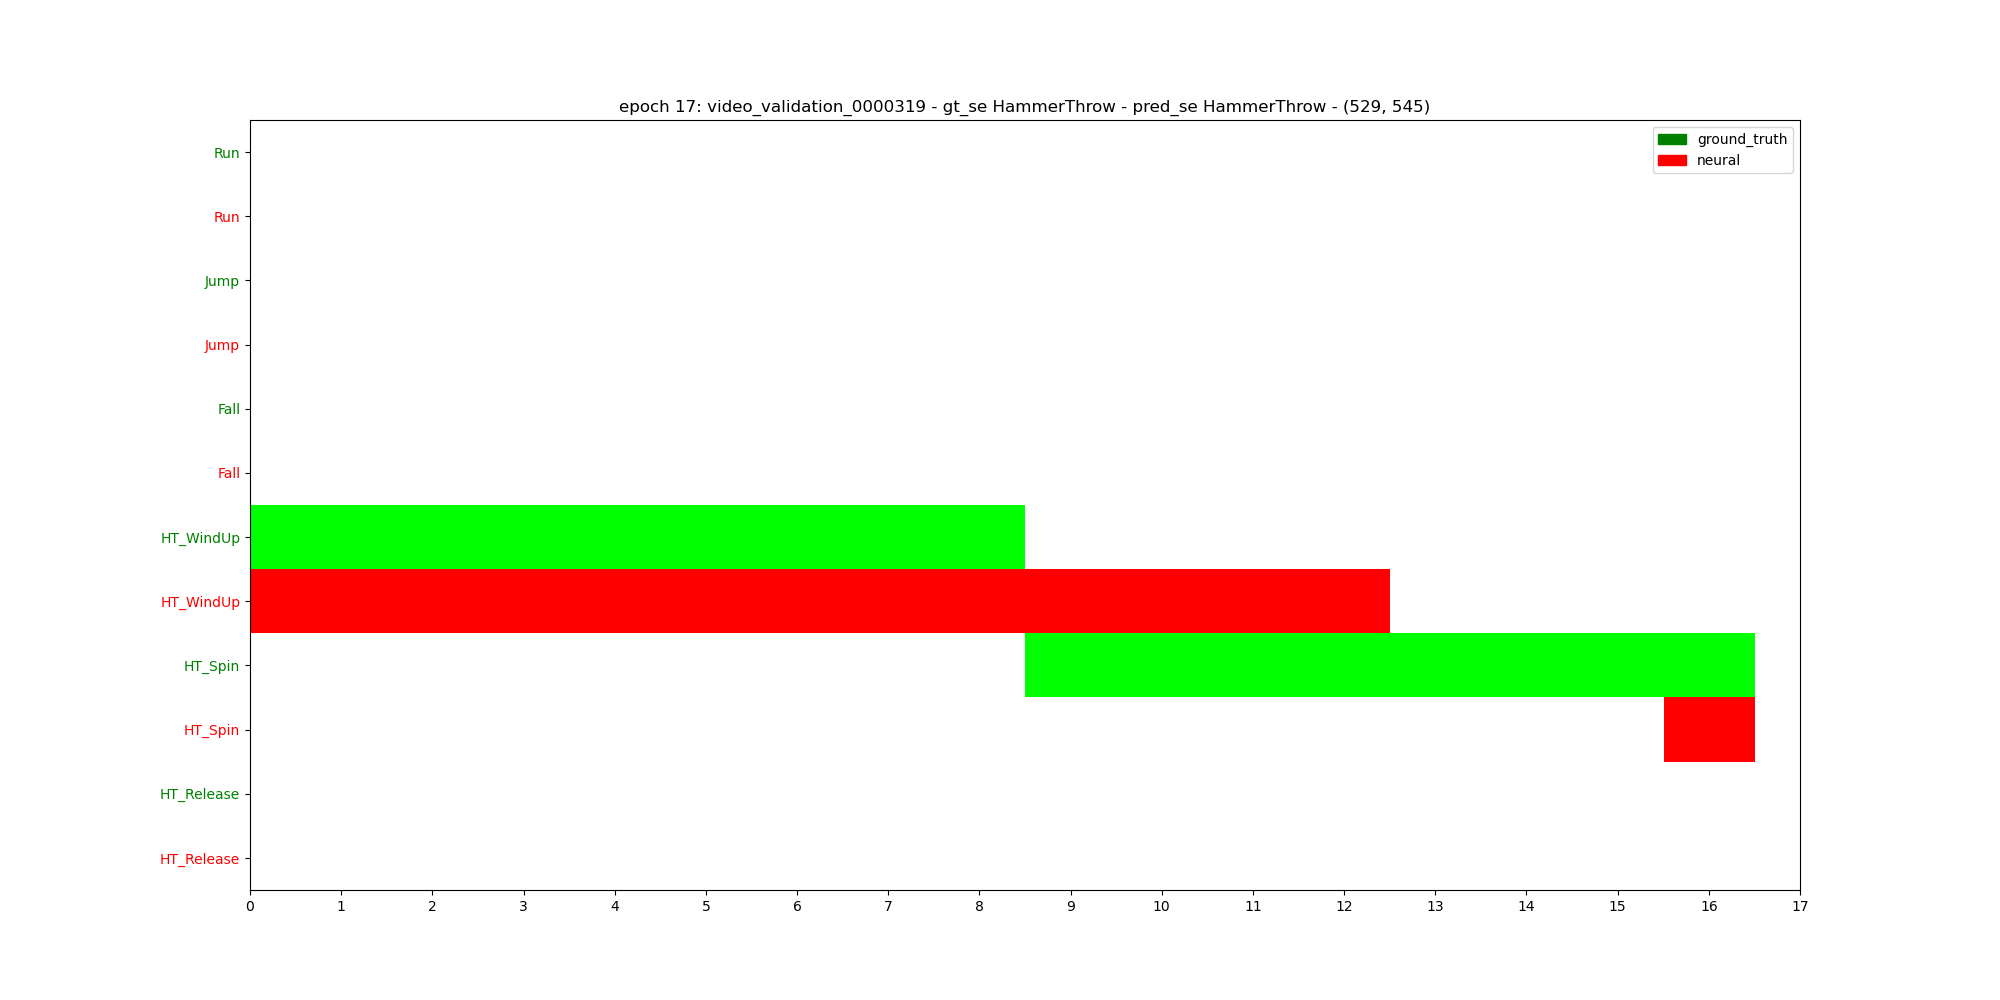 epoch 17: video_validation_0000319 - gt_se HammerThrow - pred_se HammerThrow - (529, 545)
ground_truth
neural
Run
Run
Jump
Jump
Fall
Fall
HT_WindUp
HT_WindUp
HT_Spin
HT_Spin
HT_Release
HT_Release
0 1 2 3 4 5 6 7 8 9 10 11 12 13 14 15 16 17